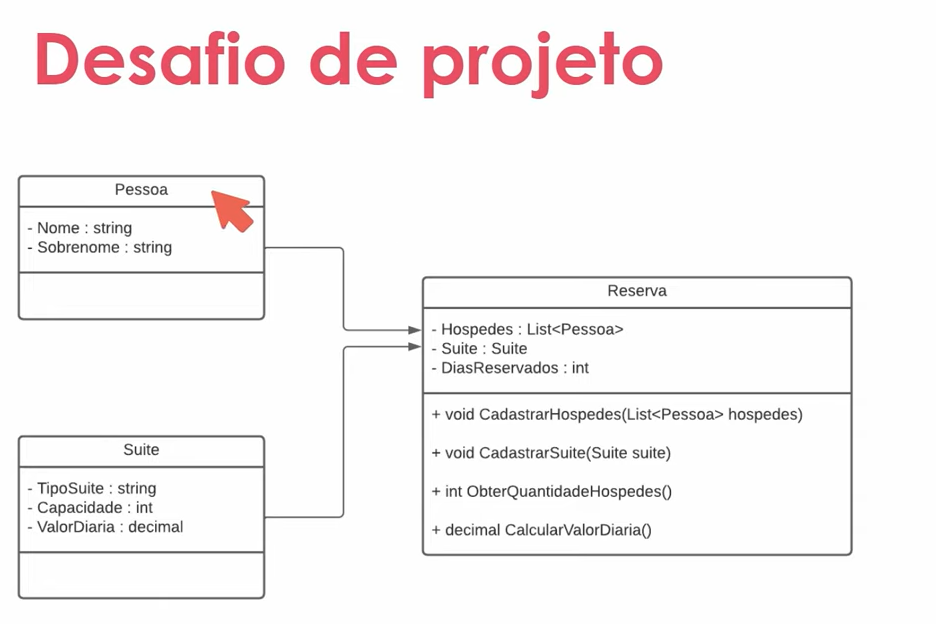 Desafio de projeto
Pessoa
- Nome : string
- Sobrenome : string
Reserva
- Hospedes : List<Pessoa>
- Suite : Suite
- DiasReservados : int
+ void CadastrarHospedes(List<Pessoa> hospedes)
+ void CadastrarSuite(Suite suite)
+ int ObterQuantidadeHospedes()
+ decimal CalcularValorDiaria()
Suite
- TipoSuite : string
- Capacidade : int
- ValorDiaria : decimal